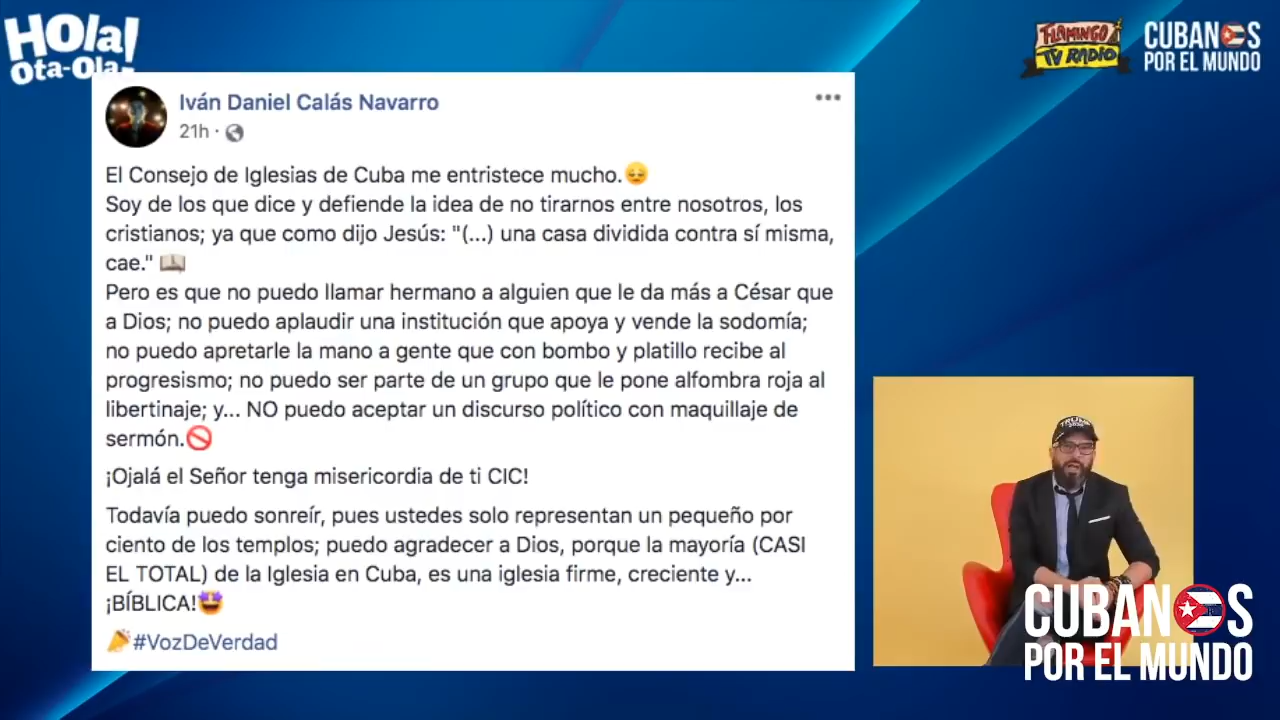 HOla!
Ota-Ola
FLAMINGO
TV RADIO
CUBANOS
POR EL MUNDO
Iván Daniel Calás Navarro
21h ·
El Consejo de Iglesias de Cuba me entristece mucho.😔
Soy de los que dice y defiende la idea de no tirarnos entre nosotros, los
cristianos; ya que como dijo Jesús: "(...) una casa dividida contra sí misma,
cae." 📖
Pero es que no puedo llamar hermano a alguien que le da más a César que
a Dios; no puedo aplaudir una institución que apoya y vende la sodomía;
no puedo apretarle la mano a gente que con bombo y platillo recibe al
progresismo; no puedo ser parte de un grupo que le pone alfombra roja al
libertinaje; y... NO puedo aceptar un discurso político con maquillaje de
sermón.🚫
¡Ojalá el Señor tenga misericordia de ti CIC!
Todavía puedo sonreír, pues ustedes solo representan un pequeño por
ciento de los templos; puedo agradecer a Dios, porque la mayoría (CASI
EL TOTAL) de la Iglesia en Cuba, es una iglesia firme, creciente y...
¡BÍBLICA!🤩
🎉#VozDeVerdad
TRUMP
CUBANOS
POR EL MUNDO